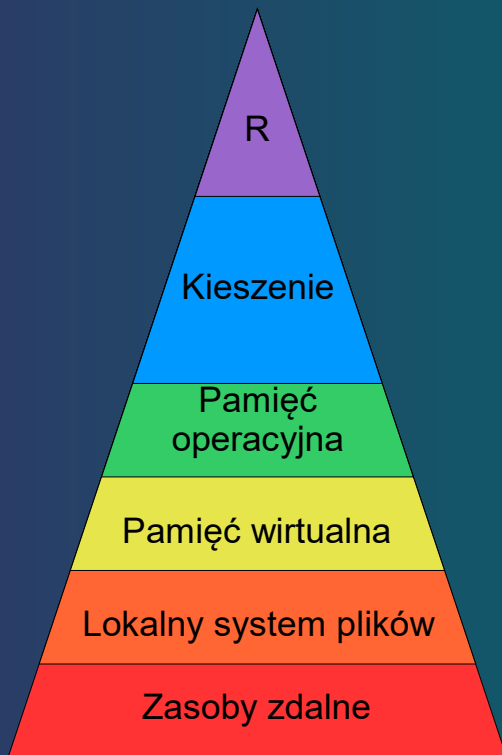 R
Kieszenie
Pamięć
operacyjna
Pamięć wirtualna
Lokalny system plików
Zasoby zdalne